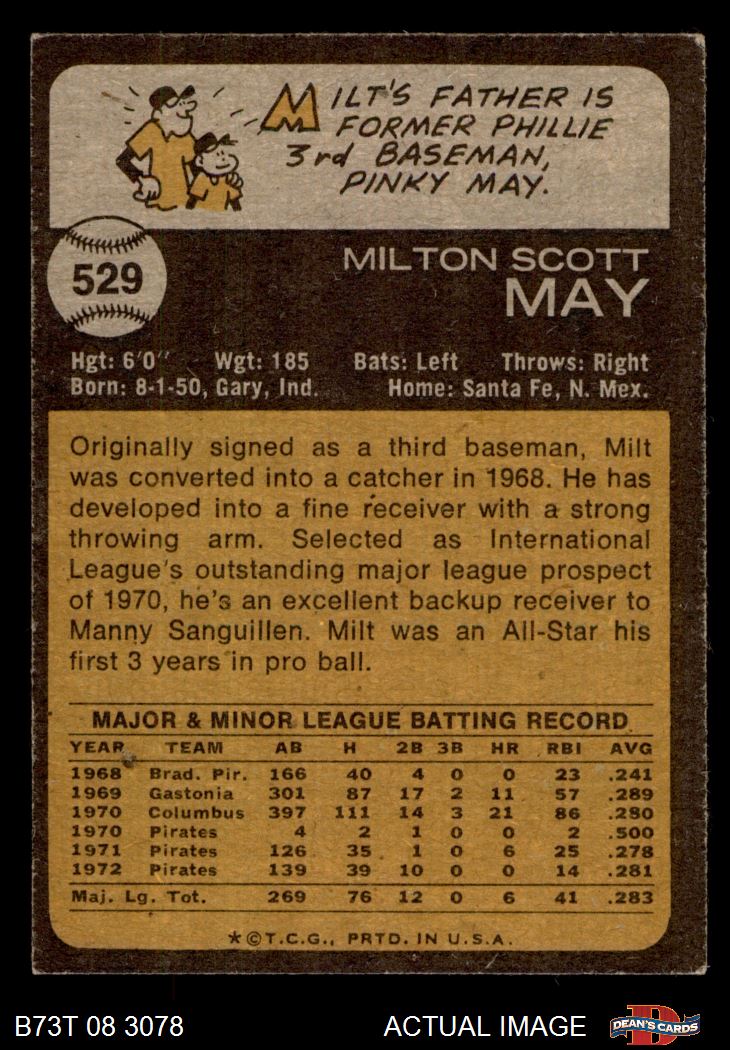 MILT'S FATHER IS
FORMER PHILLIE
3rd BASEMAN,
PINKY MAY.
529
MILTON SCOTT
MAY
Hgt: 6'0" Wgt: 185 Bats: Left Throws: Right
Born: 8-1-50, Gary, Ind. Home: Santa Fe, N. Mex.
Originally signed as a third baseman, Milt
was converted into a catcher in 1968. He has
developed into a fine receiver with a strong
throwing arm. Selected as International
League's outstanding major league prospect
of 1970, he's an excellent backup receiver to
Manny Sanguillen. Milt was an All-Star his
first 3 years in pro ball.
MAJOR & MINOR LEAGUE BATTING RECORD
YEAR TEAM AB H 2B 3B HR RBI AVG
1968 Brad. Pir. 166 40 4 0 0 23 .241
1969 Gastonia 301 87 17 2 11 57 .289
1970 Columbus 397 111 14 3 21 86 .280
1970 Pirates 4 2 1 0 0 2 .500
1971 Pirates 126 35 1 0 6 25 .278
1972 Pirates 139 39 10 0 0 14 .281
Maj. Lg. Tot. 269 76 12 0 6 41 .283
*©T.C.G., PRTD. IN U.S.A.
B73T 08 3078 ACTUAL IMAGE
D
DEAN'S CARDS